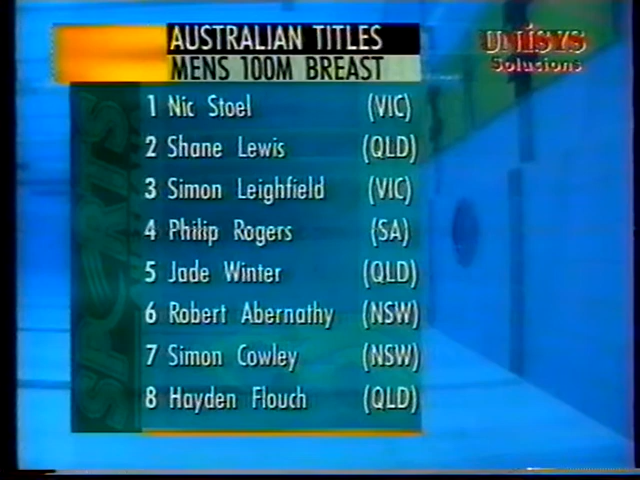 AUSTRALIAN TITLES
UNiSYS
MENS 100M BREAST
Solucions
1 Nic Stoel (VIC)
2 Shane Lewis (QLD)
3 Simon Leighfield (VIC)
4 Philip Rogers (SA)
5 Jade Winter (QLD)
6 Robert Abernathy (NSW)
7 Simon Cowley (NSW)
8 Hayden Flouch (QLD)
SPORTS